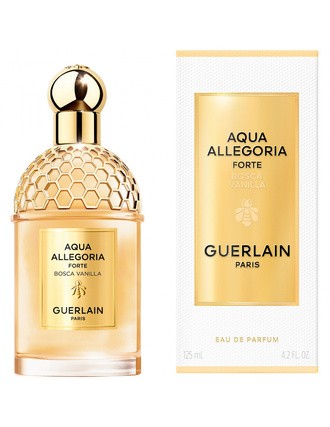 AQUA
ALLEGORIA
FORTE
BOSCA VANILLA
GUERLAIN
PARIS
AQUA
ALLEGORIA
FORTE
BOSCA
VANILLA
GUERLAIN
PARIS
EAU DE PARFUM
125 mL
4.2 FL. OZ